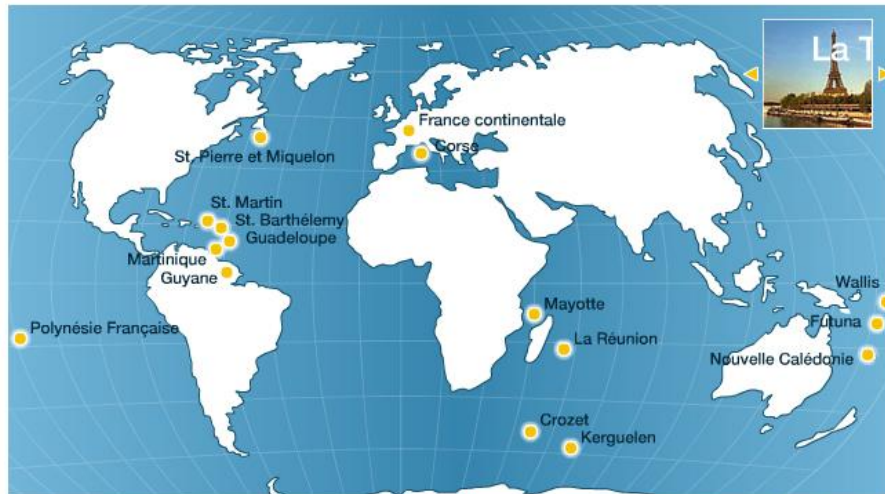 La T
France continentale
St. Pierre et Miquelon
Corse
St. Martin
St. Barthélemy
Guadeloupe
Martinique
Guyane
Wallis
Mayotte
Futuna
Polynésie Française
La Réunion
Nouvelle Calédonie
Crozet
Kerguelen